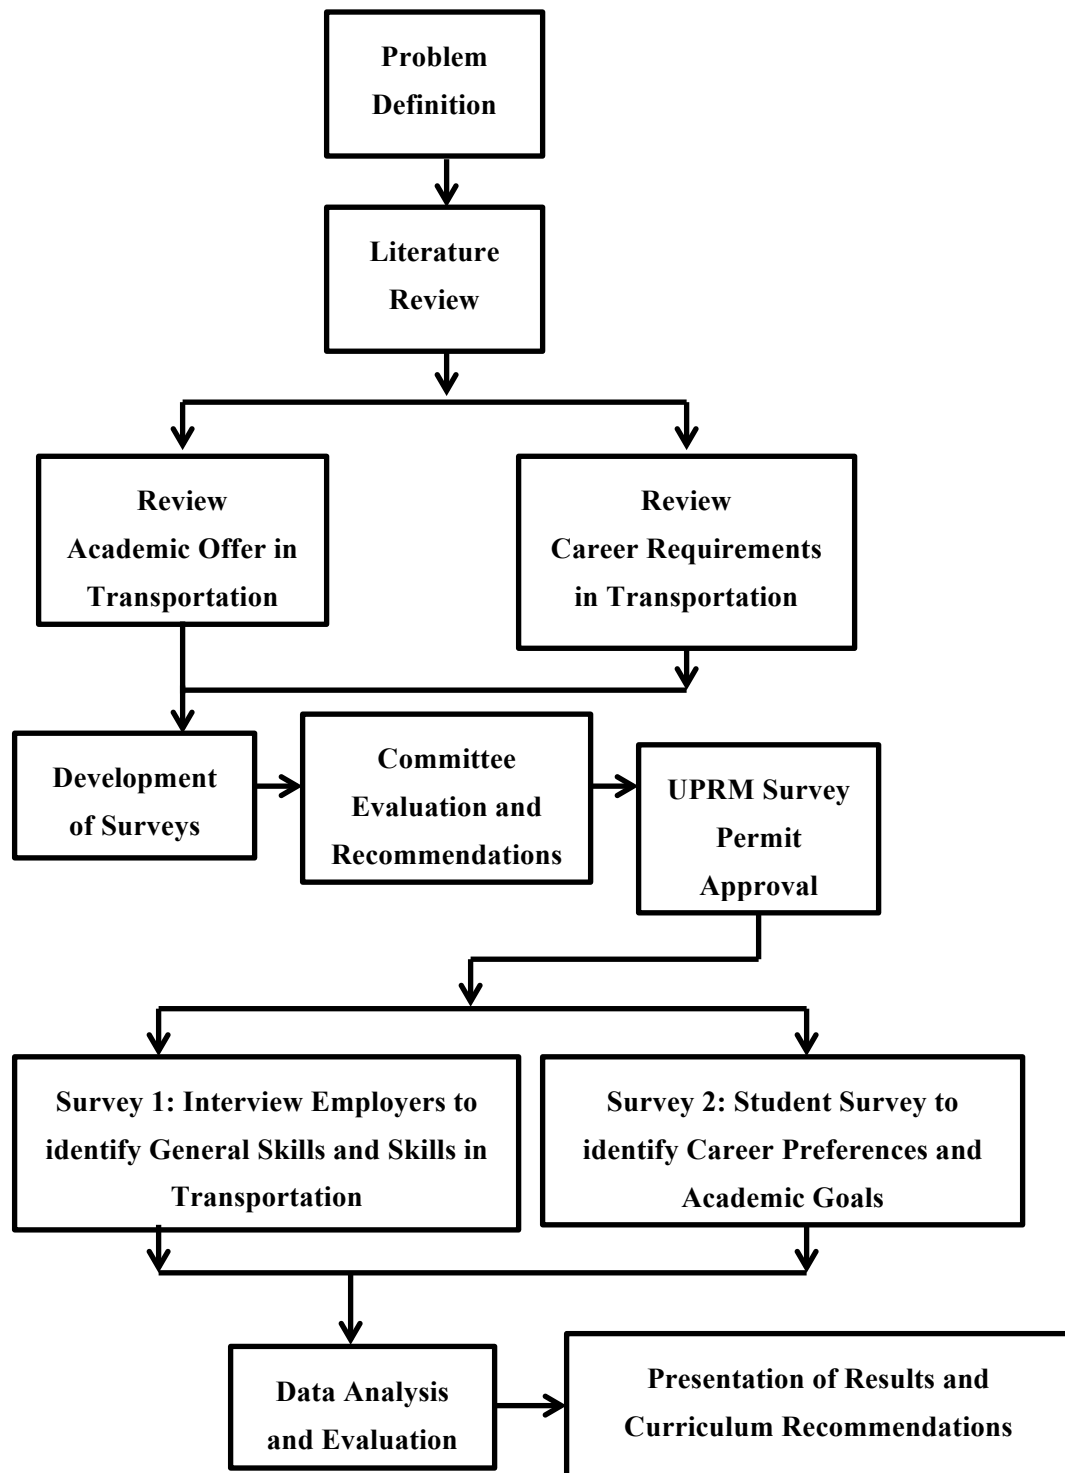 Problem
Definition
Literature
Review
Review
Academic Offer in
Transportation
Review
Career Requirements
in Transportation
Development
of Surveys
Committee
Evaluation and
Recommendations
UPRM Survey
Permit
Approval
Survey 1: Interview Employers to
identify General Skills and Skills in
Transportation
Survey 2: Student Survey to
identify Career Preferences and
Academic Goals
Data Analysis
and Evaluation
Presentation of Results and
Curriculum Recommendations